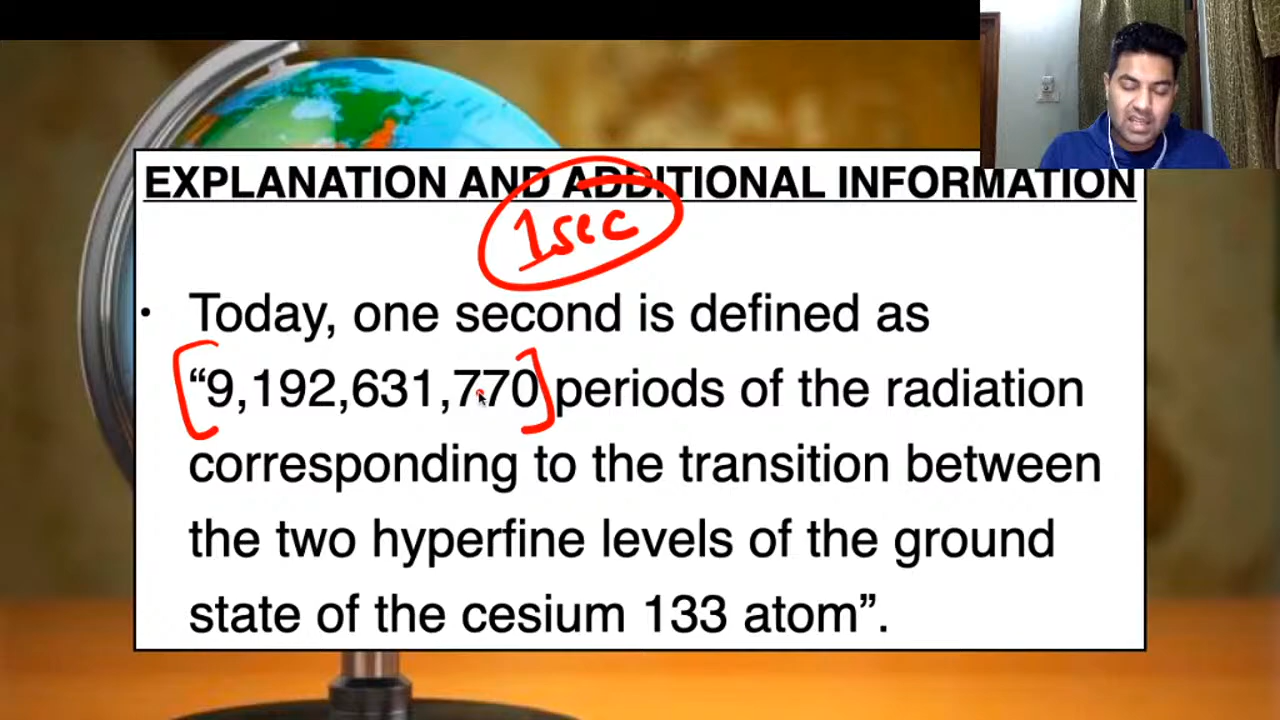 EXPLANATION AND ADDITIONAL INFORMATION
1sec
• Today, one second is defined as
“9,192,631,770 periods of the radiation
corresponding to the transition between
the two hyperfine levels of the ground
state of the cesium 133 atom”.